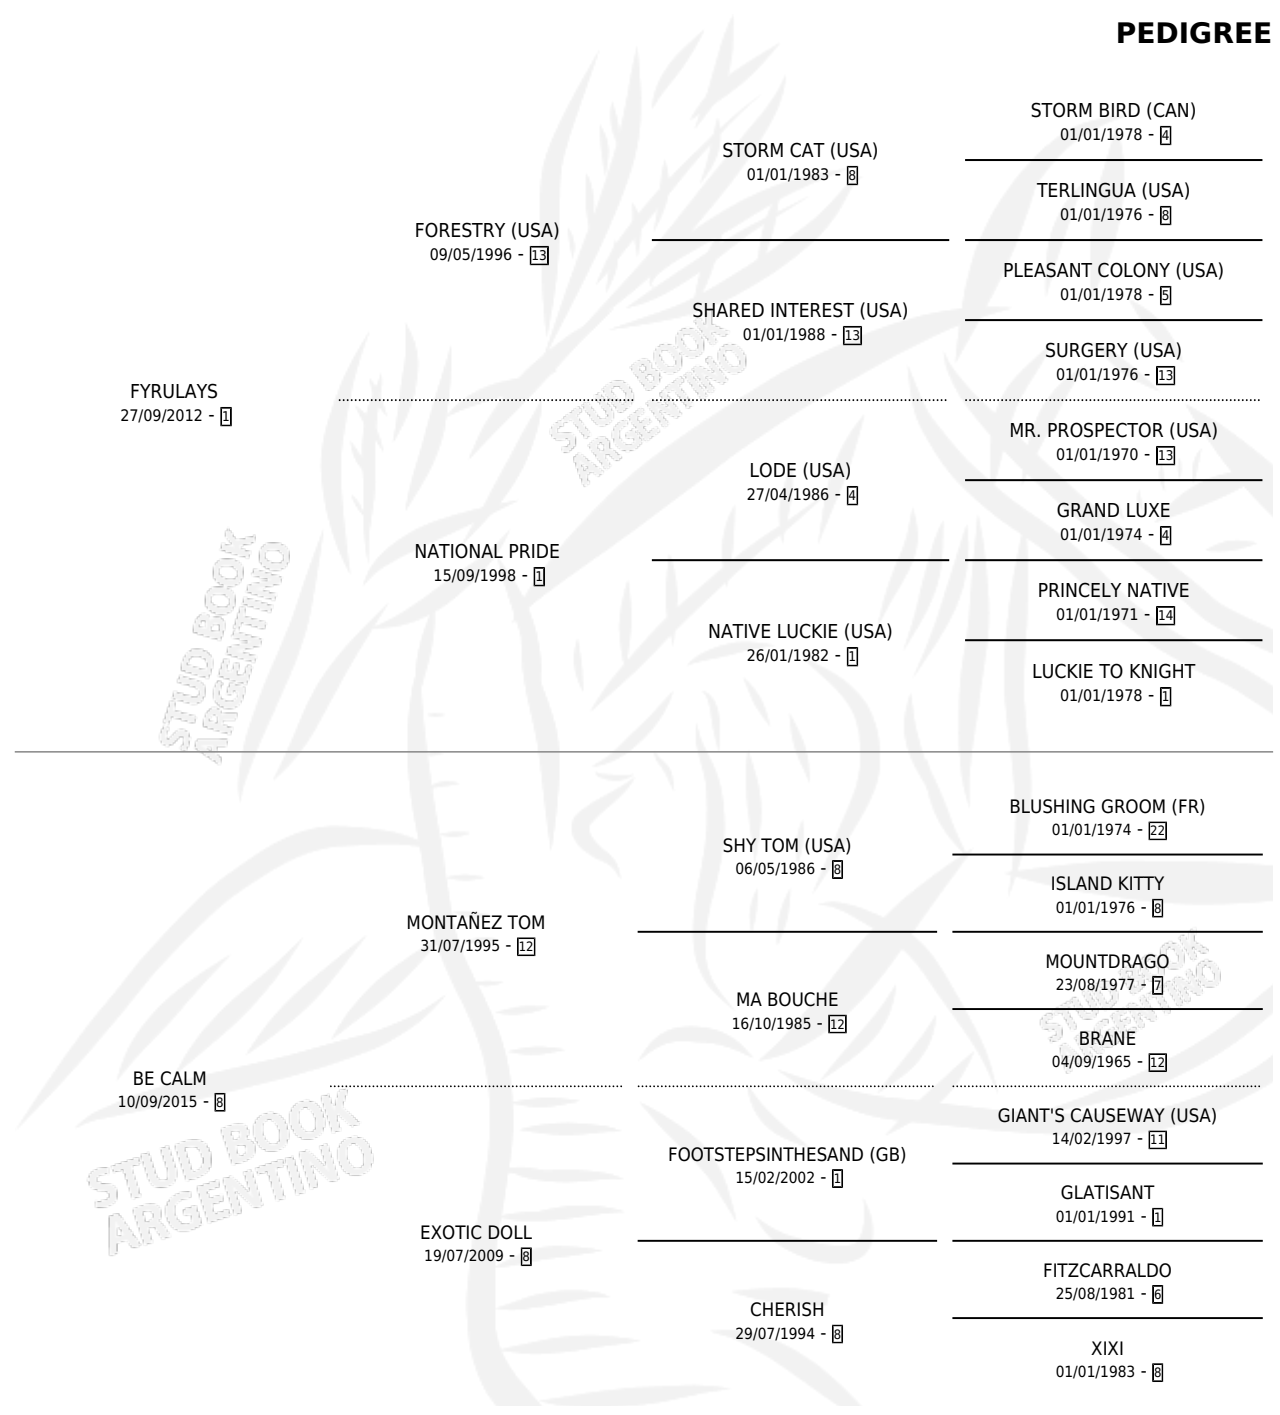 PEDIGREE
FYRULAYS
27/09/2012 - 1
FORESTRY (USA)
09/05/1996 - 13
NATIONAL PRIDE
15/09/1998 - 1
STORM CAT (USA)
01/01/1983 - 8
SHARED INTEREST (USA)
01/01/1988 - 13
LODE (USA)
27/04/1986 - 4
NATIVE LUCKIE (USA)
26/01/1982 - 1
STORM BIRD (CAN)
01/01/1978 - 4
TERLINGUA (USA)
01/01/1976 - 8
PLEASANT COLONY (USA)
01/01/1978 - 5
SURGERY (USA)
01/01/1976 - 13
MR. PROSPECTOR (USA)
01/01/1970 - 13
GRAND LUXE
01/01/1974 - 4
PRINCELY NATIVE
01/01/1971 - 14
LUCKIE TO KNIGHT
01/01/1978 - 1
STUD BOOK
ARGENTINO
STUD BOOK
ARGENTINO
BE CALM
10/09/2015 - 8
MONTAÑEZ TOM
31/07/1995 - 12
EXOTIC DOLL
19/07/2009 - 8
SHY TOM (USA)
06/05/1986 - 8
MA BOUCHE
16/10/1985 - 12
FOOTSTEPSINTHESAND (GB)
15/02/2002 - 1
CHERISH
29/07/1994 - 8
BLUSHING GROOM (FR)
01/01/1974 - 22
ISLAND KITTY
01/01/1976 - 8
MOUNTDRAGO
23/08/1977 - 7
BRANE
04/09/1965 - 12
GIANT'S CAUSEWAY (USA)
14/02/1997 - 11
GLATISANT
01/01/1991 - 1
FITZCARRALDO
25/08/1981 - 6
XIXI
01/01/1983 - 8
STUD BOOK
ARGENTINO
STUD BOOK
ARGENTINO